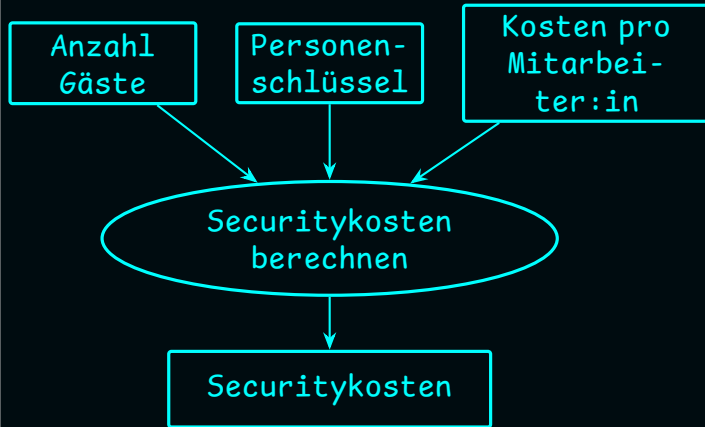 Anzahl
Gäste
Personen-
schlüssel
Kosten pro
Mitarbei-
ter:in
Securitykosten
berechnen
Securitykosten